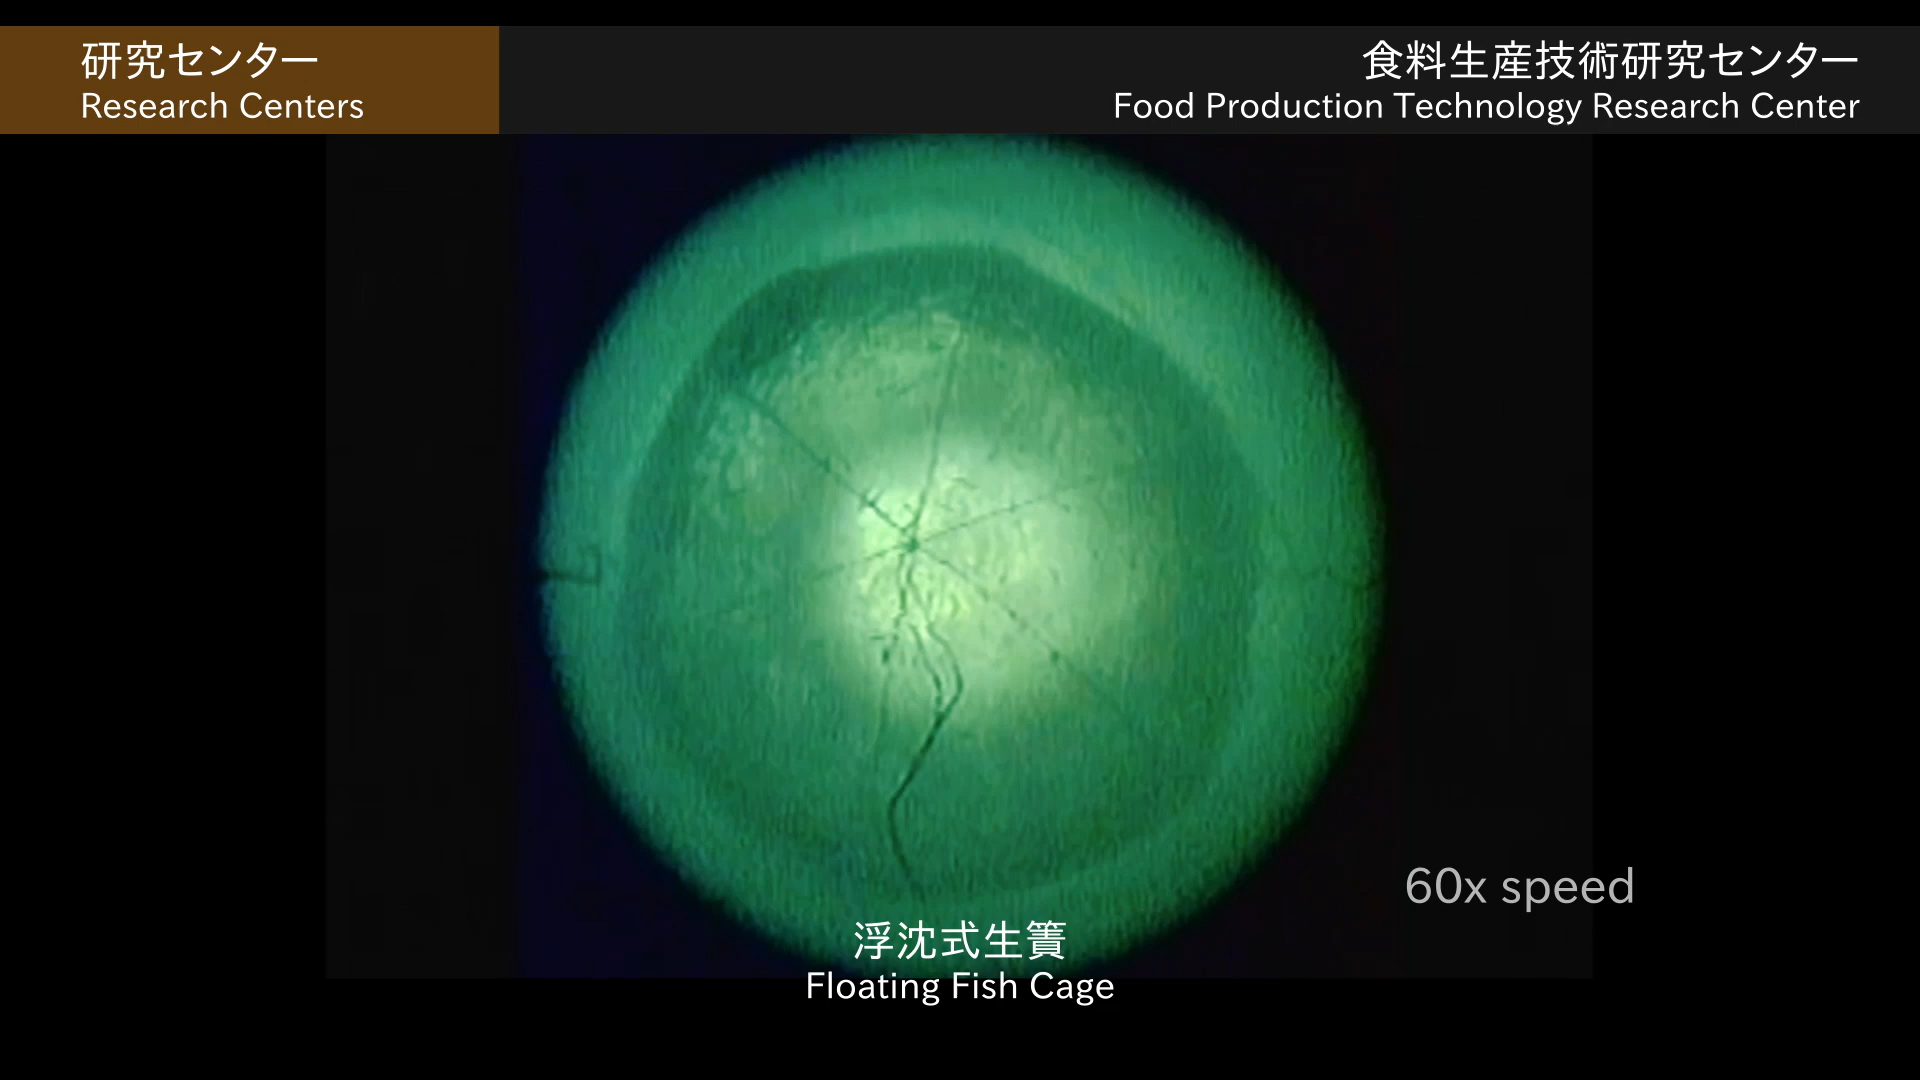 研究センター
Research Centers
食料生産技術研究センター
Food Production Technology Research Center
60x speed
浮沈式生簀
Floating Fish Cage